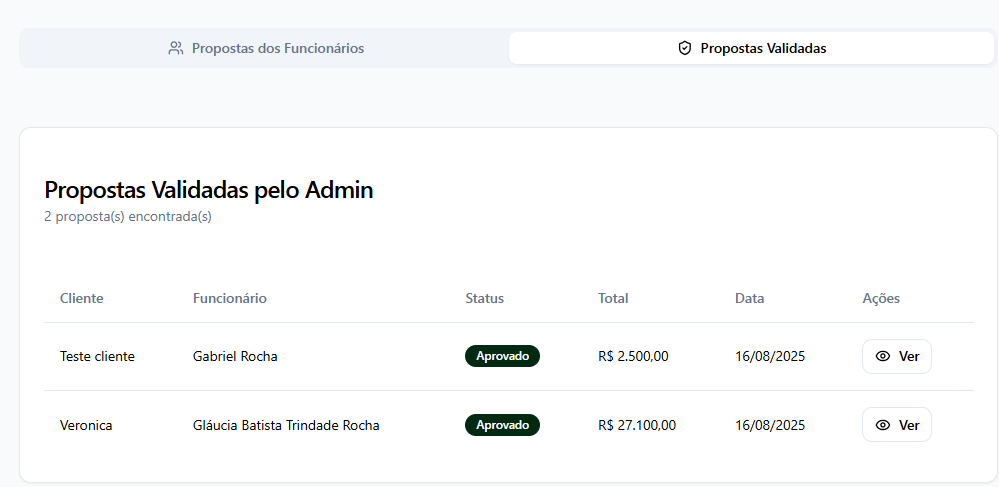 Propostas dos Funcionários Propostas Validadas
Propostas Validadas pelo Admin
2 proposta(s) encontrada(s)
Cliente Funcionário Status Total Data Ações
Teste cliente Gabriel Rocha Aprovado R$ 2.500,00 16/08/2025 Ver
Veronica Gláucia Batista Trindade Rocha Aprovado R$ 27.100,00 16/08/2025 Ver